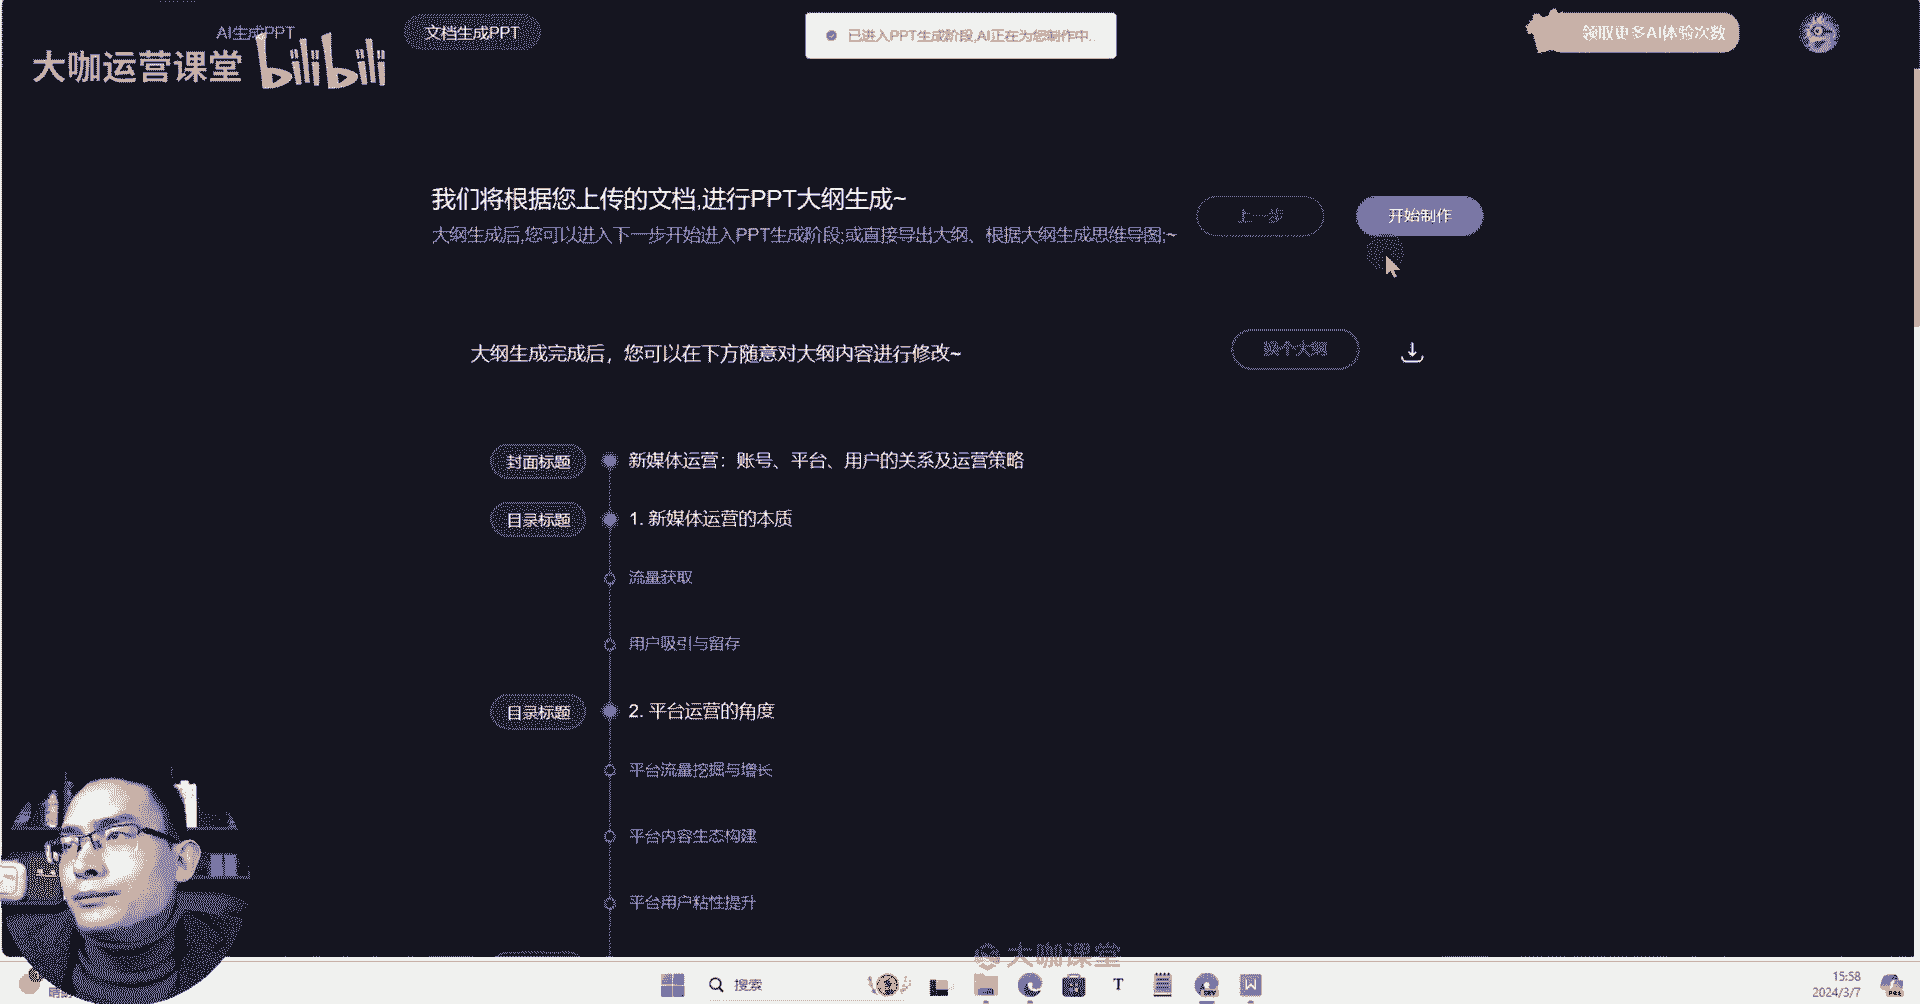 AI生成PPT
文档生成PPT
已进入PPT生成阶段,AI正在为您制作中..
领取更多AI体验次数
大咖运营课堂 bilibili
我们将根据您上传的文档,进行PPT大纲生成~
上一步
开始制作
大纲生成后,您可以进入下一步开始进入PPT生成阶段;或直接导出大纲、根据大纲生成思维导图;~
大纲生成完成后，您可以在下方随意对大纲内容进行修改~
换个大纲
封面标题
新媒体运营：账号、平台、用户的关系及运营策略
目录标题
1. 新媒体运营的本质
流量获取
用户吸引与留存
目录标题
2. 平台运营的角度
平台流量挖掘与增长
平台内容生态构建
平台用户粘性提升
大咖课堂
搜索
15:58
2024/3/7